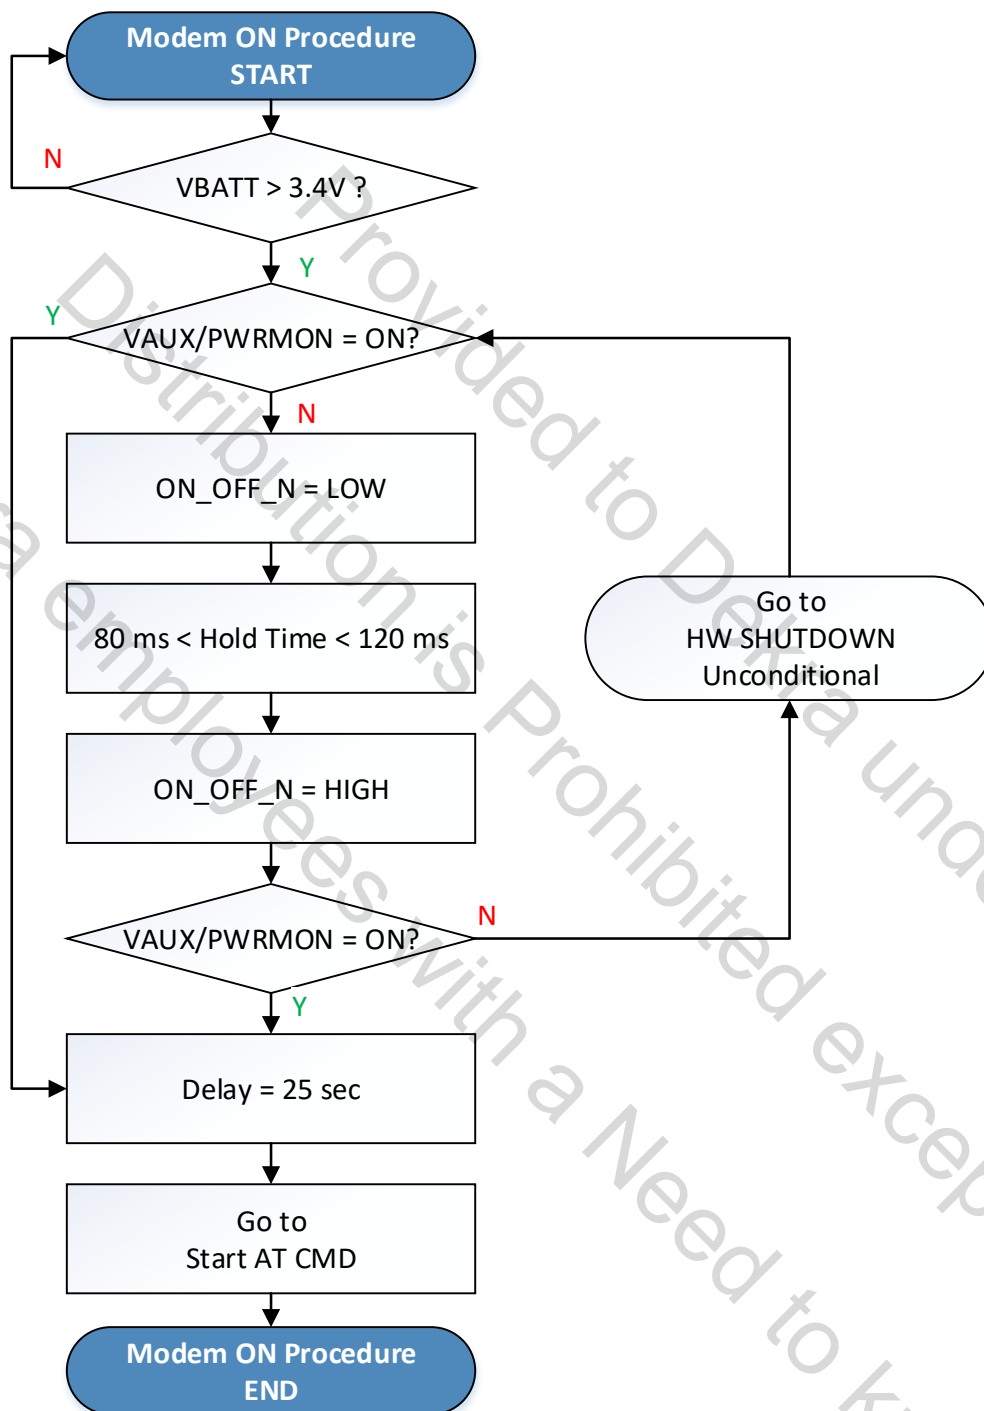 Modem ON Procedure
START
N
VBATT > 3.4V ?
Y
Y
VAUX/PWRMON = ON?
N
ON_OFF_N = LOW
80 ms < Hold Time < 120 ms
Go to
HW SHUTDOWN
Unconditional
ON_OFF_N = HIGH
N
VAUX/PWRMON = ON?
Y
Delay = 25 sec
Go to
Start AT CMD
Modem ON Procedure
END
Provided to Dekra unde
Distribution is Prohibited excep
employees with a Need to